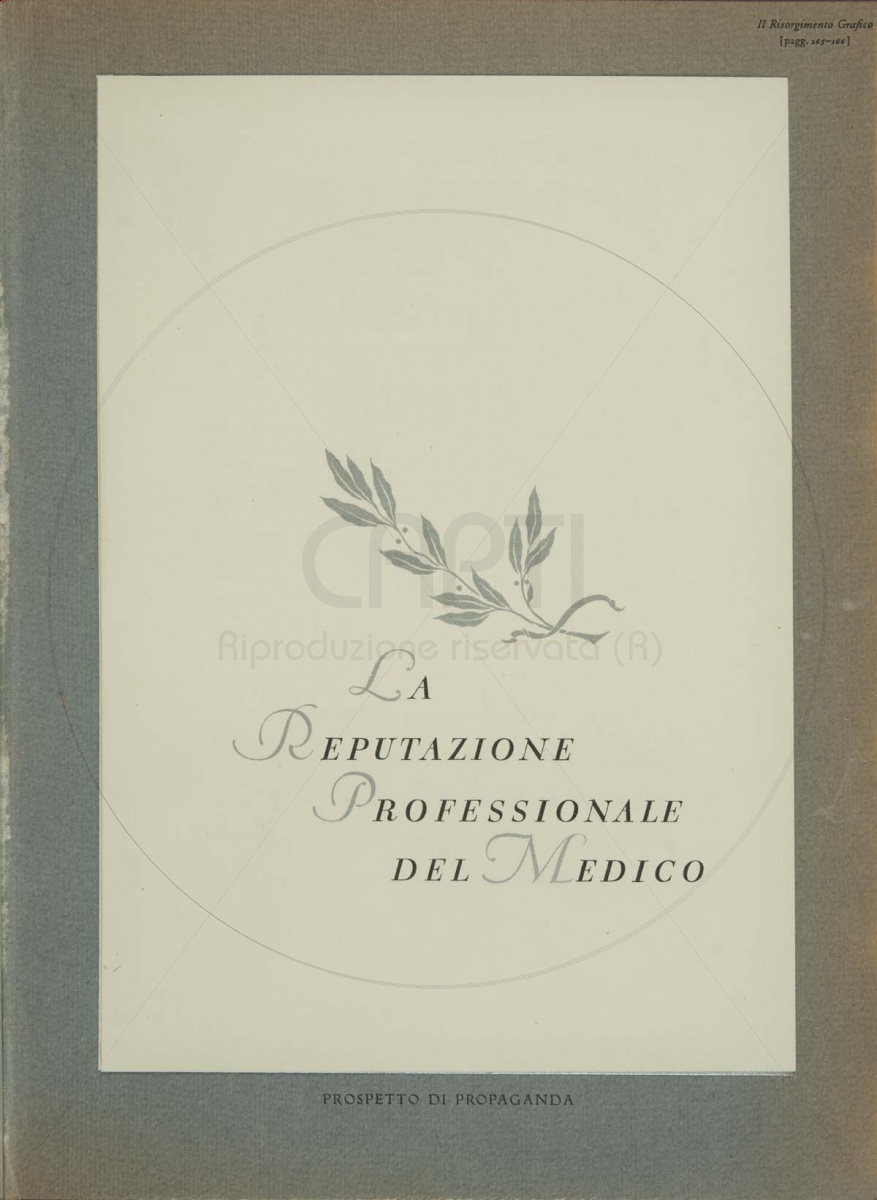 Il Risorgimento Grafico
[pagg. 265-266]
CAPTI
Riproduzione riservata (R)
LA
REPUTAZIONE
PROFESSIONALE
DEL MEDICO
PROSPETTO DI PROPAGANDA